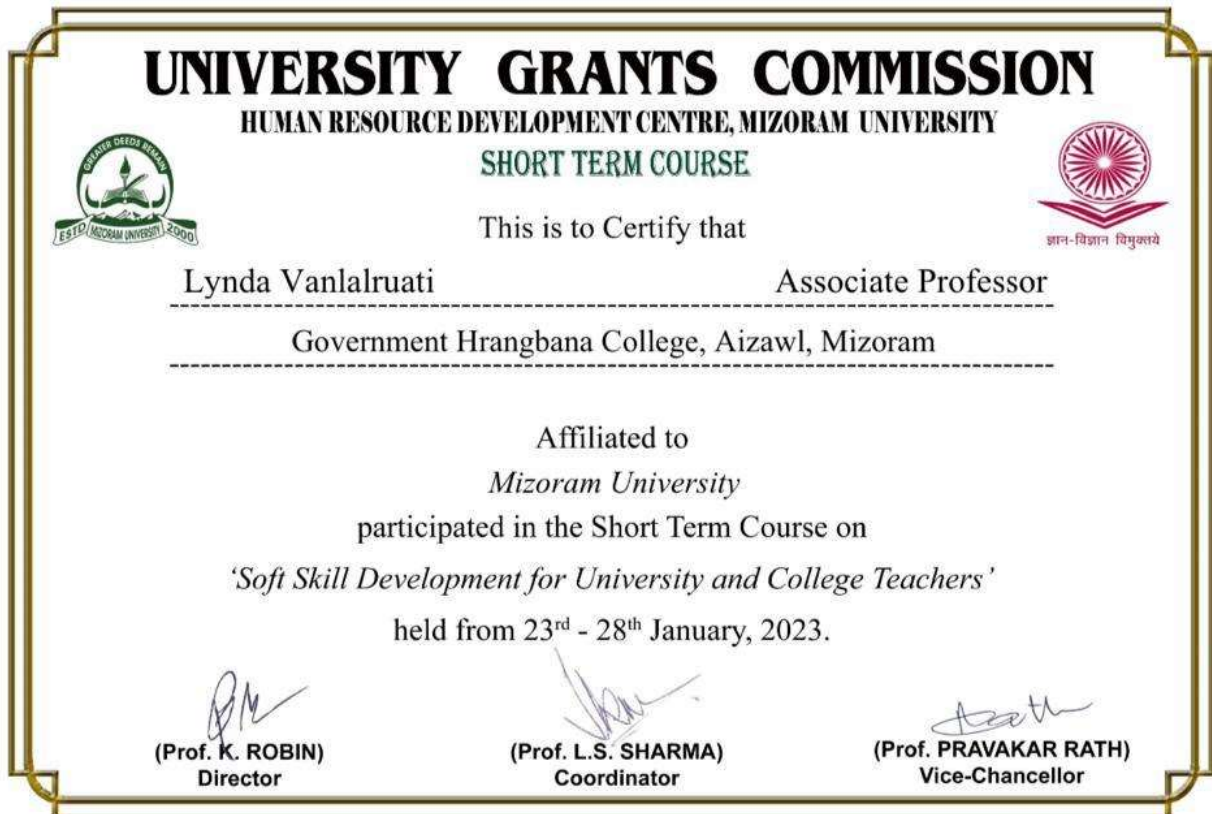 UNIVERSITY GRANTS COMMISSION
HUMAN RESOURCE DEVELOPMENT CENTRE, MIZORAM UNIVERSITY
SHORT TERM COURSE
GREATER DEEDS REMAIN
ESTD MIZORAM UNIVERSITY 2000
ज्ञान-विज्ञान विमुक्तये
This is to Certify that
Lynda Vanlalruati Associate Professor
Government Hrangbana College, Aizawl, Mizoram
Affiliated to
Mizoram University
participated in the Short Term Course on
‘Soft Skill Development for University and College Teachers’
held from 23rd - 28th January, 2023.
(Prof. K. ROBIN) (Prof. L.S. SHARMA) (Prof. PRAVAKAR RATH)
Director Coordinator Vice-Chancellor